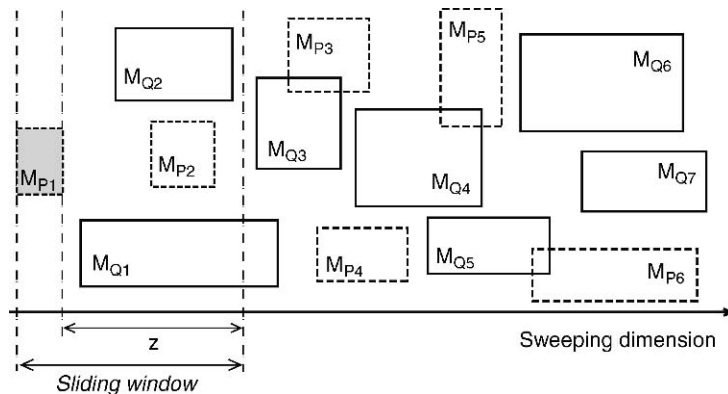 M_P3
M_P5
M_Q2
M_Q6
M_Q3
M_P2
M_P1
M_Q4
M_Q7
M_Q1
M_P4
M_Q5
M_P6
z
Sweeping dimension
Sliding window